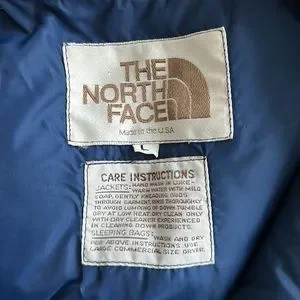 THE
NORTH
FACE
Made in the U.S.A.
L
CARE INSTRUCTIONS
JACKETS: HAND WASH IN LUKE-
WARM WATER WITH MILD
SOAP, GENTLY KNEADING SUDS
THROUGH GARMENT. RINSE THOROUGHLY
TO AVOID LUMPING OF DOWN. TUMBLE
DRY AT LOW HEAT. DRY CLEAN ONLY
WITH DRY CLEANER EXPERIENCED
IN CLEANING DOWN PRODUCTS.
SLEEPING BAGS: WASH AND DRY
PER ABOVE INSTRUCTIONS. USE
LARGE COMMERCIAL SIZE DRYER.